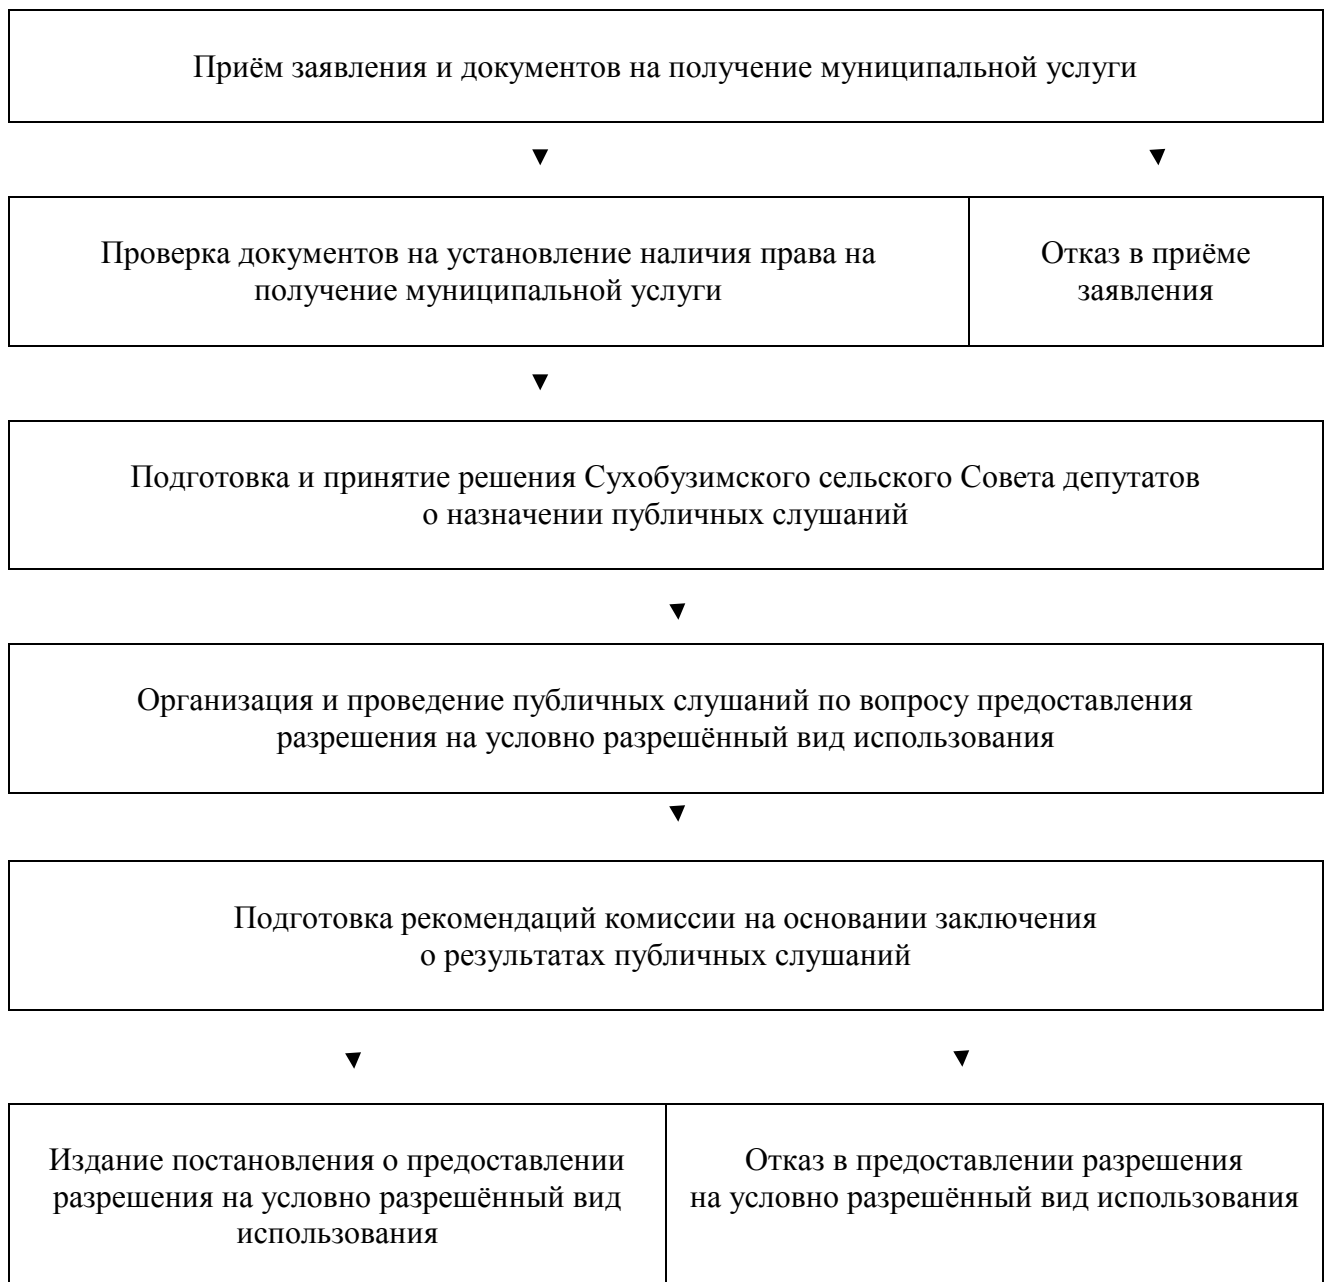 Приём заявления и документов на получение муниципальной услуги
Проверка документов на установление наличия права на
получение муниципальной услуги
Отказ в приёме
заявления
Подготовка и принятие решения Сухобузимского сельского Совета депутатов
о назначении публичных слушаний
Организация и проведение публичных слушаний по вопросу предоставления
разрешения на условно разрешённый вид использования
Подготовка рекомендаций комиссии на основании заключения
о результатах публичных слушаний
Издание постановления о предоставлении
разрешения на условно разрешённый вид
использования
Отказ в предоставлении разрешения
на условно разрешённый вид использования